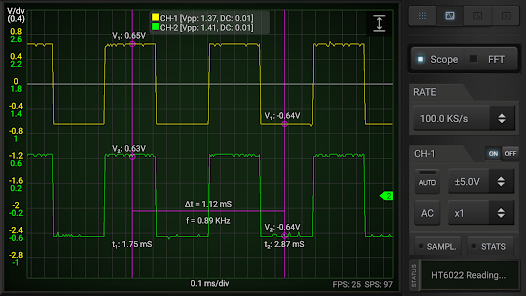 V/dv
(0.4)
CH-1 [Vpp: 1.37, DC: 0.01]
CH-2 [Vpp: 1.41, DC: 0.01]
0.8
2.6
0.4
2.2
0
1.8
-0.4
1.4
-0.8
1
-1.2
0.6
-1.6
0.2
-2
-0.2
-2.4
-0.6
-2.8
-1
V₁: 0.65V
V₁: -0.64V
V₂: 0.63V
2
Δt = 1.12 mS
f = 0.89 KHz
V₂: -0.64V
t₁: 1.75 mS
t₂: 2.87 mS
0.1 ms/div
FPS: 25 SPS: 97
Scope
FFT
RATE
100.0 KS/s
CH-1
ON
OFF
AUTO
±5.0V
AC
x1
SAMPL.
STATS
STATUS
HT6022 Reading...